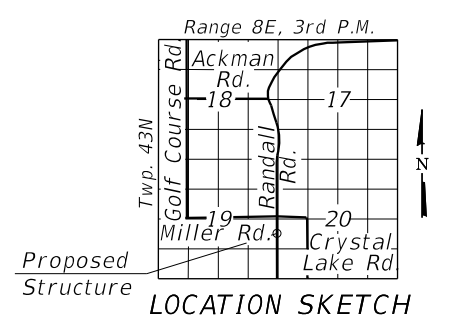 Range 8E, 3rd P.M.
Ackman
Rd.
Golf Course Rd.
18
17
Twp. 43N
Randall
Rd.
N
19
20
Miller Rd.
Crystal
Lake Rd.
Proposed
Structure
LOCATION SKETCH